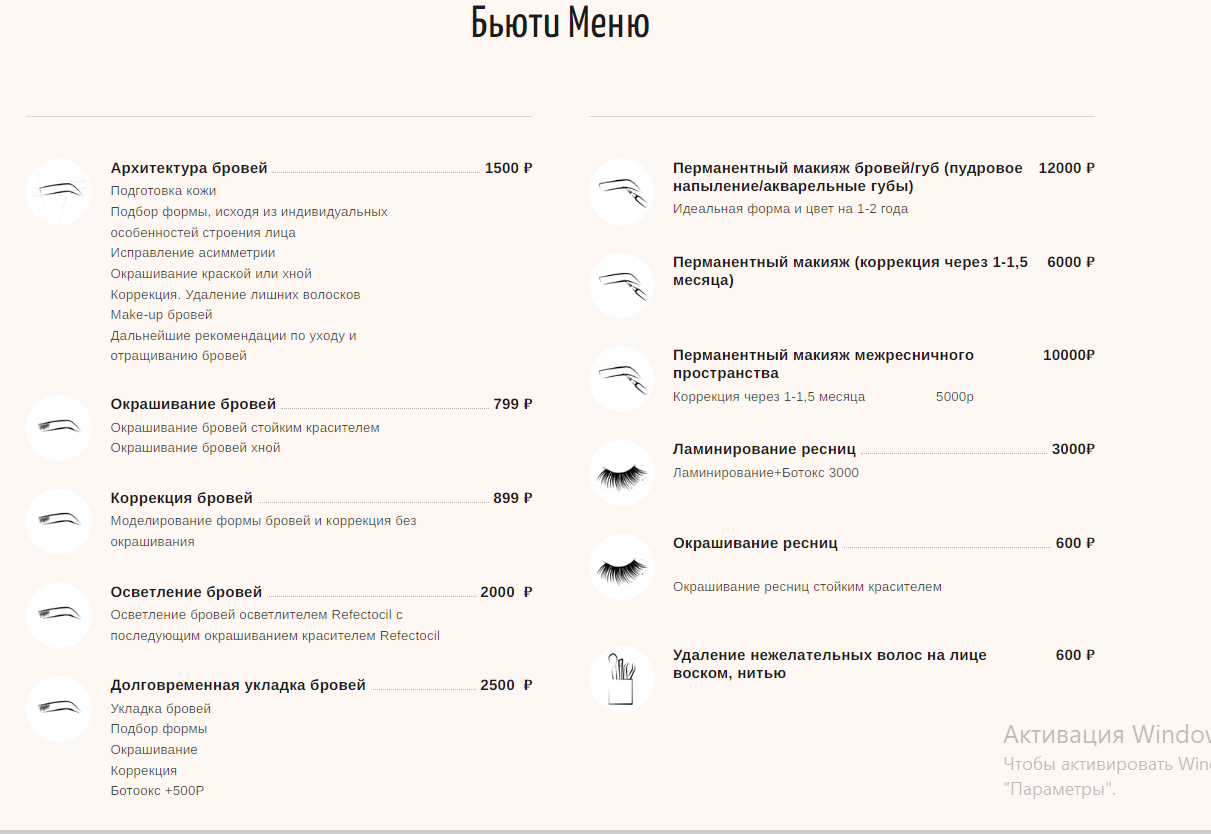 Бьюти Меню
Архитектура бровей 1500 ₽
Подготовка кожи
Подбор формы, исходя из индивидуальных
особенностей строения лица
Исправление асимметрии
Окрашивание краской или хной
Коррекция. Удаление лишних волосков
Make-up бровей
Дальнейшие рекомендации по уходу и
отращиванию бровей
Окрашивание бровей 799 ₽
Окрашивание бровей стойким красителем
Окрашивание бровей хной
Коррекция бровей 899 ₽
Моделирование формы бровей и коррекция без
окрашивания
Осветление бровей 2000 ₽
Осветление бровей осветлителем Refectocil с
последующим окрашиванием красителем Refectocil
Долговременная укладка бровей 2500 ₽
Укладка бровей
Подбор формы
Окрашивание
Коррекция
Ботоокс +500Р
Перманентный макияж бровей/губ (пудровое 12000 ₽
напыление/акварельные губы)
Идеальная форма и цвет на 1-2 года
Перманентный макияж (коррекция через 1-1,5 6000 ₽
месяца)
Перманентный макияж межресничного 10000₽
пространства
Коррекция через 1-1,5 месяца 5000р
Ламинирование ресниц 3000₽
Ламинирование+Ботокс 3000
Окрашивание ресниц 600 ₽
Окрашивание ресниц стойким красителем
Удаление нежелательных волос на лице 600 ₽
воском, нитью
Активация Window
Чтобы активировать Win
"Параметры".